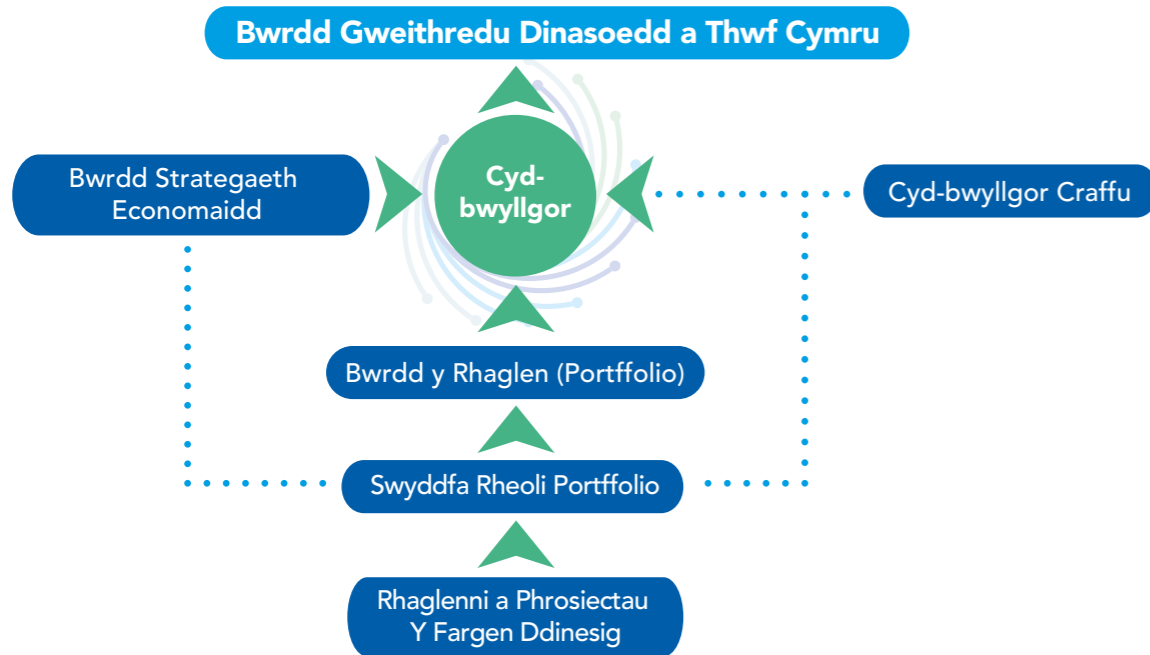 Bwrdd Gweithredu Dinasoedd a Thwf Cymru
Bwrdd Strategaeth
Economaidd
Cyd-
bwyllgor
Cyd-bwyllgor Craffu
Bwrdd y Rhaglen (Portffolio)
Swyddfa Rheoli Portffolio
Rhaglenni a Phrosiectau
Y Fargen Ddinesig